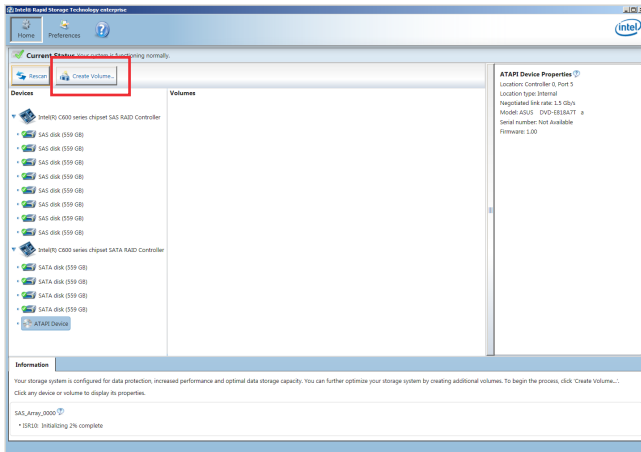 Intel® Rapid Storage Technology enterprise
Home Preferences
intel
Current Status Your system is functioning normally.
Rescan Create Volume...
Devices
Volumes
Intel(R) C600 series chipset SAS RAID Controller
SAS disk (559 GB)
SAS disk (559 GB)
SAS disk (559 GB)
SAS disk (559 GB)
SAS disk (559 GB)
SAS disk (559 GB)
SAS disk (559 GB)
SAS disk (559 GB)
Intel(R) C600 series chipset SATA RAID Controller
SATA disk (559 GB)
SATA disk (559 GB)
SATA disk (559 GB)
SATA disk (559 GB)
ATAPI Device
ATAPI Device Properties
Location: Controller 0, Port 5
Location type: Internal
Negotiated link rate: 1.5 Gb/s
Model: ASUS DVD-E818A7T a
Serial number: Not Available
Firmware: 1.00
Information
Your storage system is configured for data protection, increased performance and optimal data storage capacity. You can further optimize your storage system by creating additional volumes. To begin the process, click 'Create Volume...'.
Click any device or volume to display its properties.
SAS_Array_0000
• ISR10: Initializing 2% complete